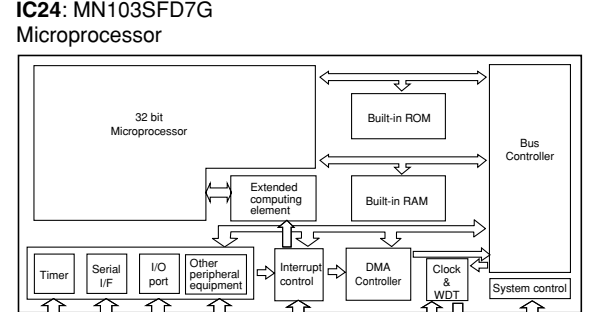 IC24: MN103SFD7G
Microprocessor
32 bit
Microprocessor
Built-in ROM
Bus
Controller
Extended
computing
element
Built-in RAM
Timer
Serial
I/F
I/O
port
Other
peripheral
equipment
Interrupt
control
DMA
Controller
Clock
&
WDT
System control